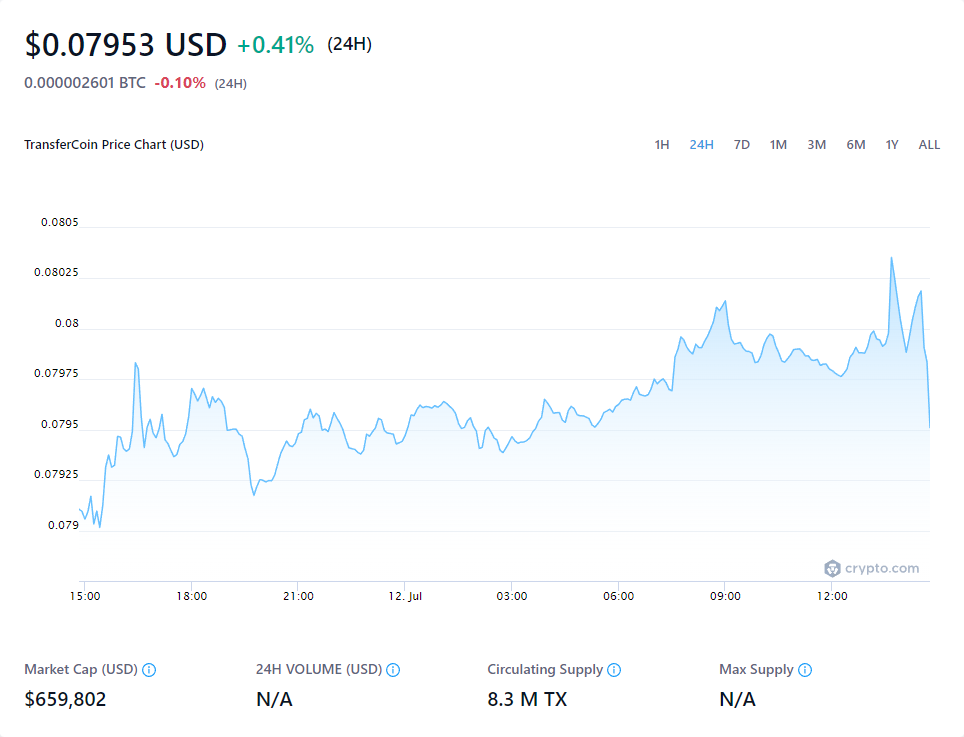 $0.07953 USD +0.41% (24H)
0.000002601 BTC -0.10% (24H)
TransferCoin Price Chart (USD) 1H 24H 7D 1M 3M 6M 1Y ALL
0.0805
0.08025
0.08
0.07975
0.0795
0.07925
0.079
crypto.com
15:00 18:00 21:00 12. Jul 03:00 06:00 09:00 12:00
Market Cap (USD) 24H VOLUME (USD) Circulating Supply Max Supply
$659,802 N/A 8.3 M TX N/A